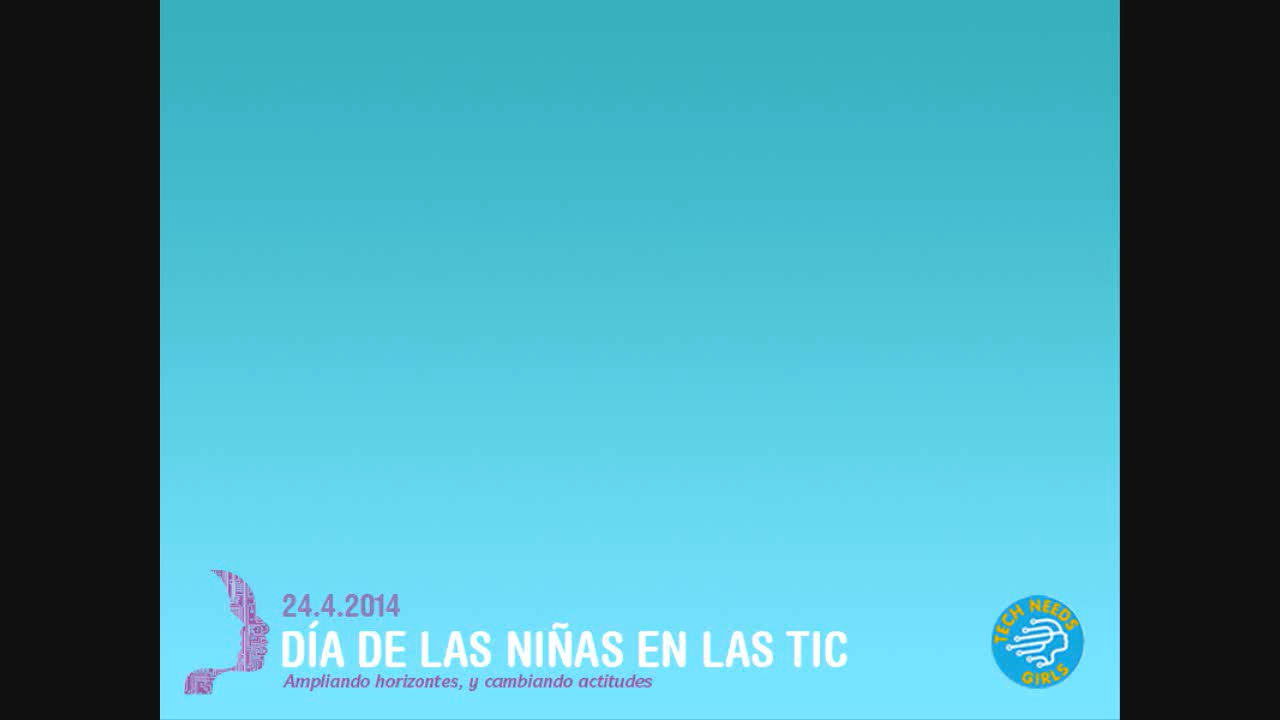 24.4.2014
DÍA DE LAS NIÑAS EN LAS TIC
Ampliando horizontes, y cambiando actitudes
TECH NEEDS
GIRLS